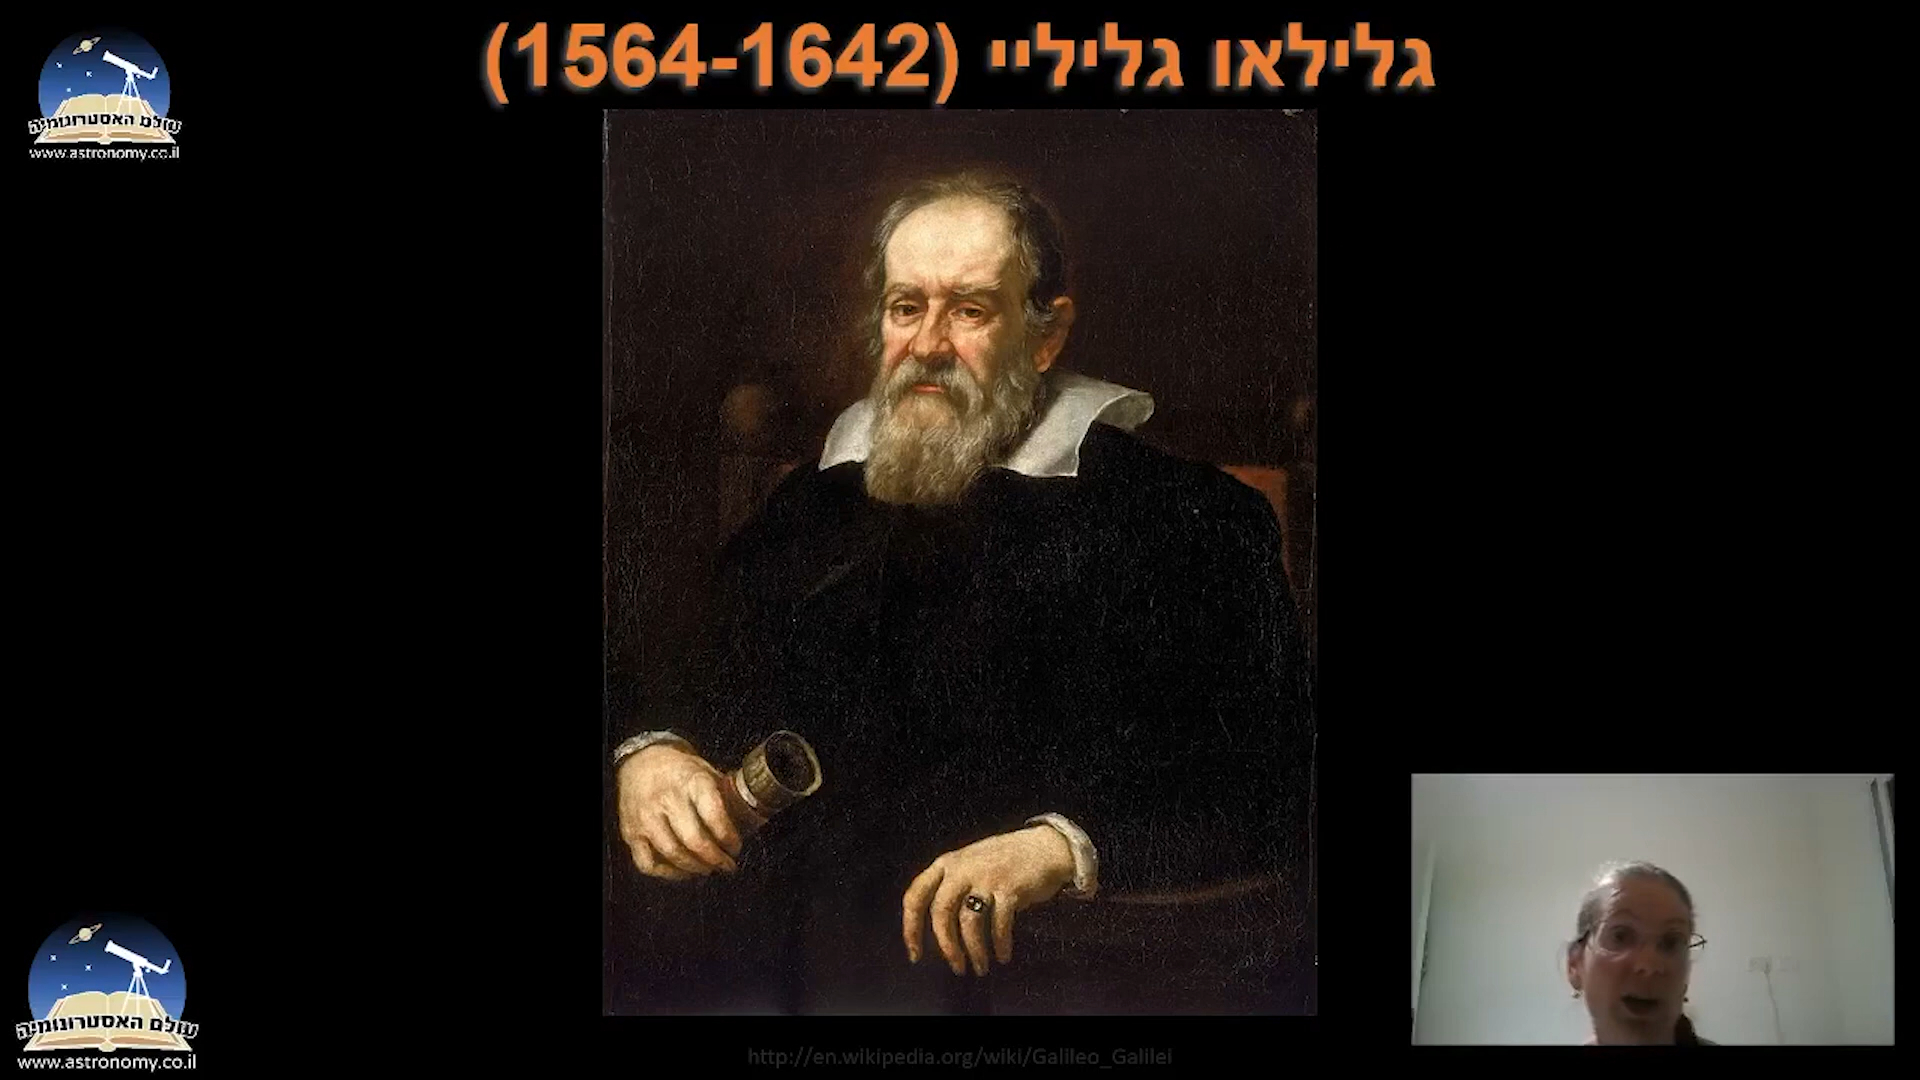 גלילאו גליליי (1564-1642)
עולם האסטרונומיה
www.astronomy.co.il
עולם האסטרונומיה
www.astronomy.co.il
http://en.wikipedia.org/wiki/Galileo_Galilei